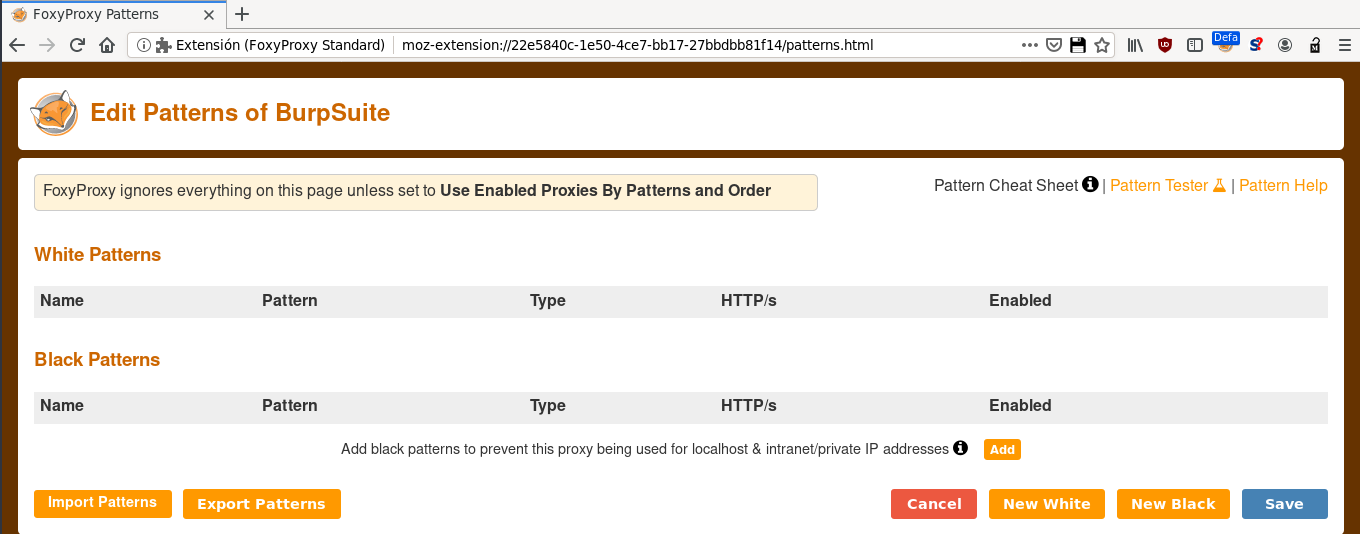 FoxyProxy Patterns
Extensión (FoxyProxy Standard) moz-extension://22e5840c-1e50-4ce7-bb17-27bbdbb81f14/patterns.html
Defa
Edit Patterns of BurpSuite
FoxyProxy ignores everything on this page unless set to Use Enabled Proxies By Patterns and Order
Pattern Cheat Sheet | Pattern Tester | Pattern Help
White Patterns
Name Pattern Type HTTP/s Enabled
Black Patterns
Name Pattern Type HTTP/s Enabled
Add black patterns to prevent this proxy being used for localhost & intranet/private IP addresses Add
Import Patterns Export Patterns Cancel New White New Black Save